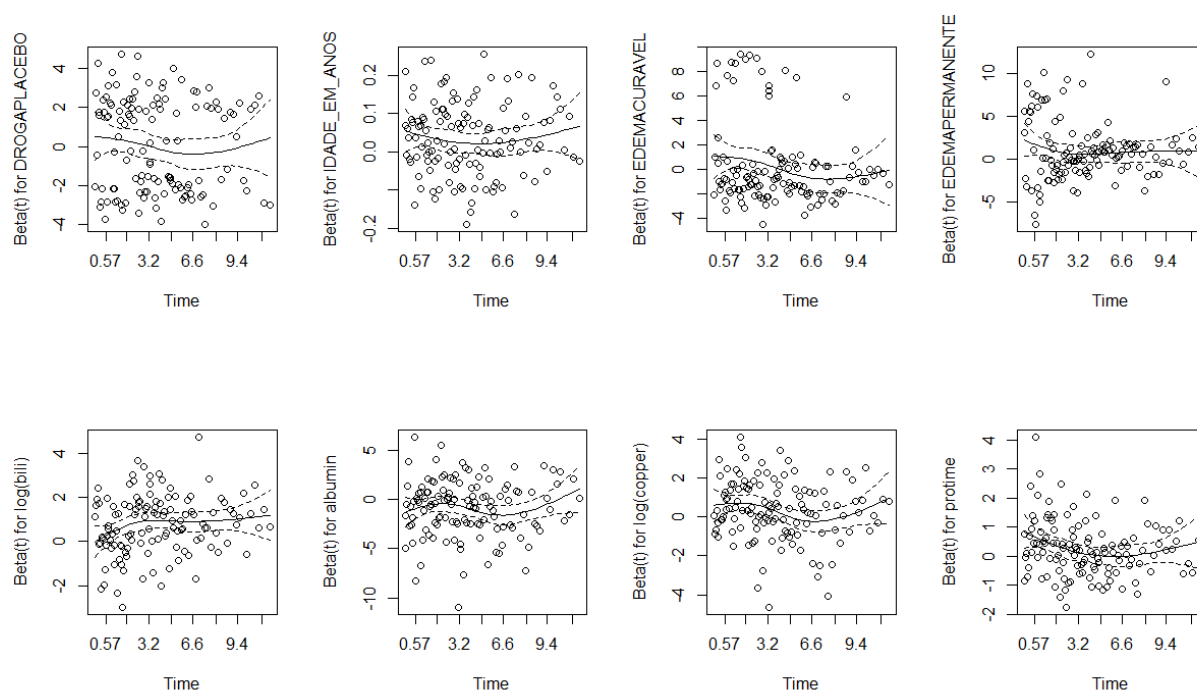 Beta(t) for DROGAPLACEBO
4
2
0
-2
-4
0.57 3.2 6.6 9.4
Time
Beta(t) for IDADE_EM_ANOS
0.2
0.1
0.0
-0.2
0.57 3.2 6.6 9.4
Time
Beta(t) for EDEMACURAVEL
8
6
4
2
0
-4
0.57 3.2 6.6 9.4
Time
Beta(t) for EDEMAPERMANENTE
10
5
0
-5
0.57 3.2 6.6 9.4
Time
Beta(t) for log(bili)
4
2
0
-2
0.57 3.2 6.6 9.4
Time
Beta(t) for albumin
5
0
-5
-10
0.57 3.2 6.6 9.4
Time
Beta(t) for log(copper)
4
2
0
-2
-4
0.57 3.2 6.6 9.4
Time
Beta(t) for protime
4
3
2
1
0
-1
-2
0.57 3.2 6.6 9.4
Time